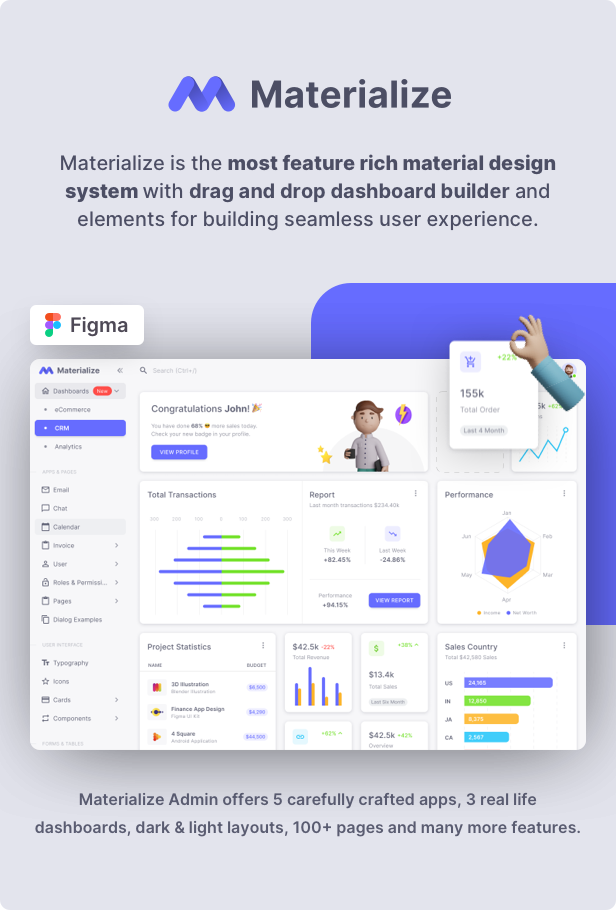 Materialize
Materialize is the most feature rich material design
system with drag and drop dashboard builder and
elements for building seamless user experience.
Figma
Materialize
Search (Ctrl+/)
Dashboards New
eCommerce
CRM
Analytics
APPS & PAGES
Email
Chat
Calendar
Invoice
User
Roles & Permissi...
Pages
Dialog Examples
USER INTERFACE
Typography
Icons
Cards
Components
FORMS & TABLES
Congratulations John!
You have done 68% more sales today.
Check your new badge in your profile.
VIEW PROFILE
+22%
155k
Total Order
Last 4 Month
Total Transactions
300 200 100 0 100 200 300
Report
Last month transactions $234.40k
This Week
+82.45%
Last Week
-24.86%
Performance
+94.15%
VIEW REPORT
Performance
Jan
Feb
Mar
Apr
May
Jun
Income
Net Worth
Project Statistics
NAME BUDGET
3D Illustration
Blender Illustration
$6,500
Finance App Design
Figma UI Kit
$4,290
4 Square
Android Application
$44,500
$42.5k -22%
Total Revenue
+38%
$13.4k
Total Sales
Last Six Month
+62%
$42.5k +42%
Overview
Sales Country
Total $42,580 Sales
US 24,165
IN 12,850
JA 8,375
CA 2,567
Materialize Admin offers 5 carefully crafted apps, 3 real life
dashboards, dark & light layouts, 100+ pages and many more features.